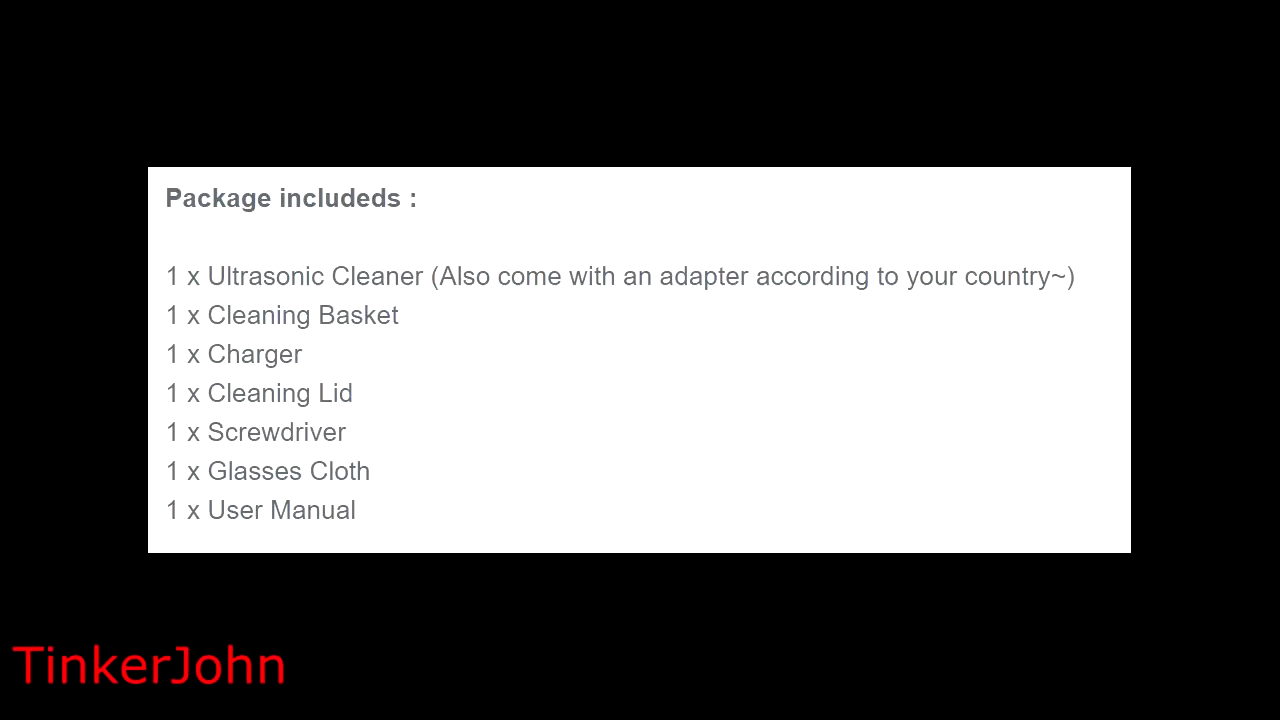 Package includeds :
1 x Ultrasonic Cleaner (Also come with an adapter according to your country~)
1 x Cleaning Basket
1 x Charger
1 x Cleaning Lid
1 x Screwdriver
1 x Glasses Cloth
1 x User Manual
TinkerJohn